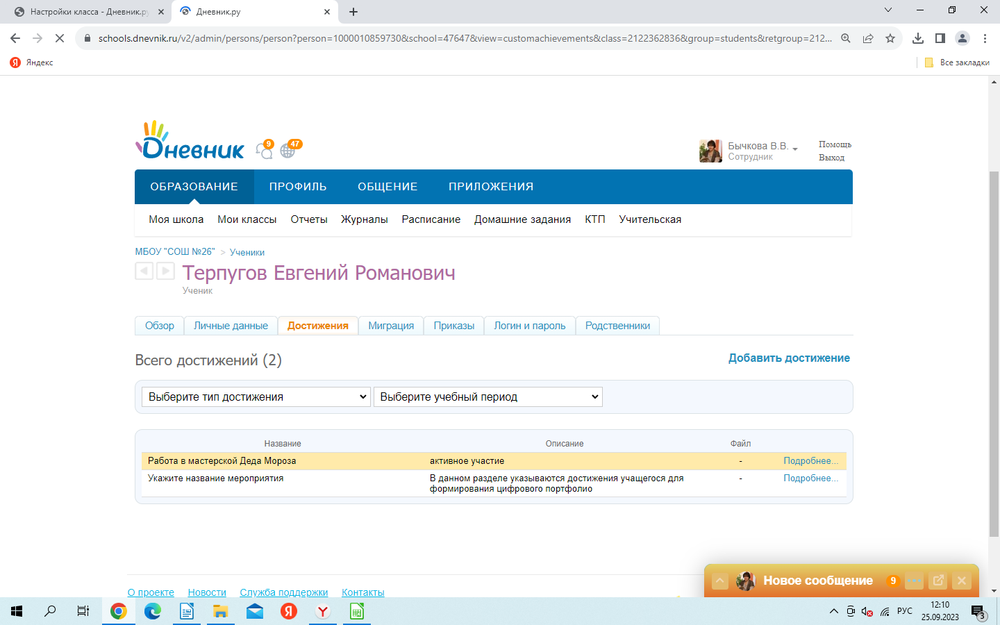 Настройки класса - Дневник.ру
Дневник.ру
schools.dnevnik.ru/v2/admin/persons/person?person=1000010859730&school=47647&view=customachievements&class=2122362836&group=students&retgroup=212...
Яндекс
Все закладки
Дневник
9
47
Бычкова В.В.
Сотрудник
Помощь
Выход
ОБРАЗОВАНИЕ ПРОФИЛЬ ОБЩЕНИЕ ПРИЛОЖЕНИЯ
Моя школа Мои классы Отчеты Журналы Расписание Домашние задания КТП Учительская
МБОУ "СОШ №26" > Ученики
Терпугов Евгений Романович
Ученик
Обзор Личные данные Достижения Миграция Приказы Логин и пароль Родственники
Всего достижений (2)
Добавить достижение
Выберите тип достижения Выберите учебный период
Название Описание Файл
Работа в мастерской Деда Мороза активное участие - Подробнее...
Укажите название мероприятия В данном разделе указываются достижения учащегося для - Подробнее...
формирования цифрового портфолио
Новое сообщение 9
О проекте Новости Служба поддержки Контакты
РУС
12:10
25.09.2023
3